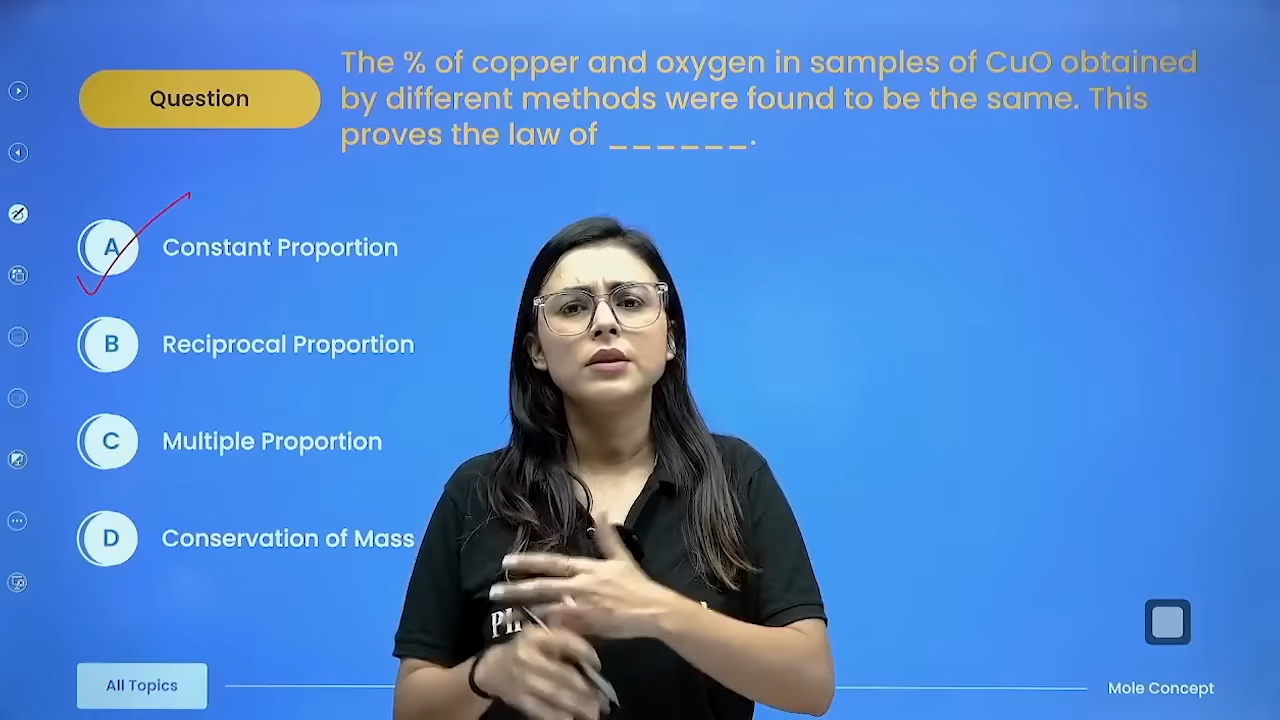 Question
The % of copper and oxygen in samples of CuO obtained
by different methods were found to be the same. This
proves the law of ______.
A Constant Proportion
B Reciprocal Proportion
C Multiple Proportion
D Conservation of Mass
All Topics
Mole Concept